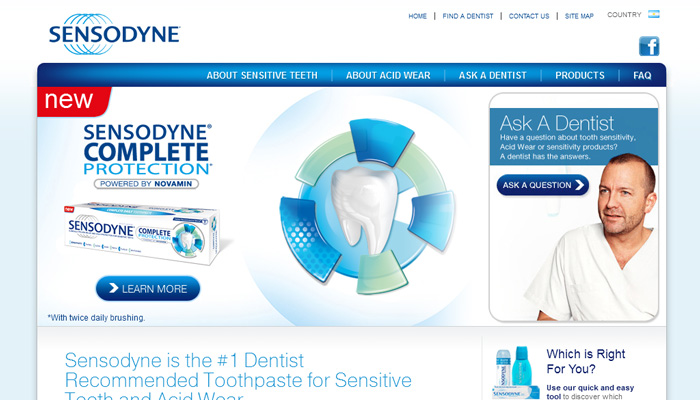 SENSODYNE®
HOME | FIND A DENTIST | CONTACT US | SITE MAP
COUNTRY
f
ABOUT SENSITIVE TEETH | ABOUT ACID WEAR | ASK A DENTIST | PRODUCTS | FAQ
new
SENSODYNE®
COMPLETE
PROTECTION*
POWERED BY NOVAMIN
new
SENSODYNE
COMPLETE
PROTECTION
LEARN MORE
*With twice daily brushing.
Ask A Dentist
Have a question about tooth sensitivity,
Acid Wear or sensitivity products?
A dentist has the answers.
ASK A QUESTION
Sensodyne is the #1 Dentist
Recommended Toothpaste for Sensitive
Teeth and Acid Wear
SENSODYNE
Which is Right
For You?
Use our quick and easy
tool to discover which